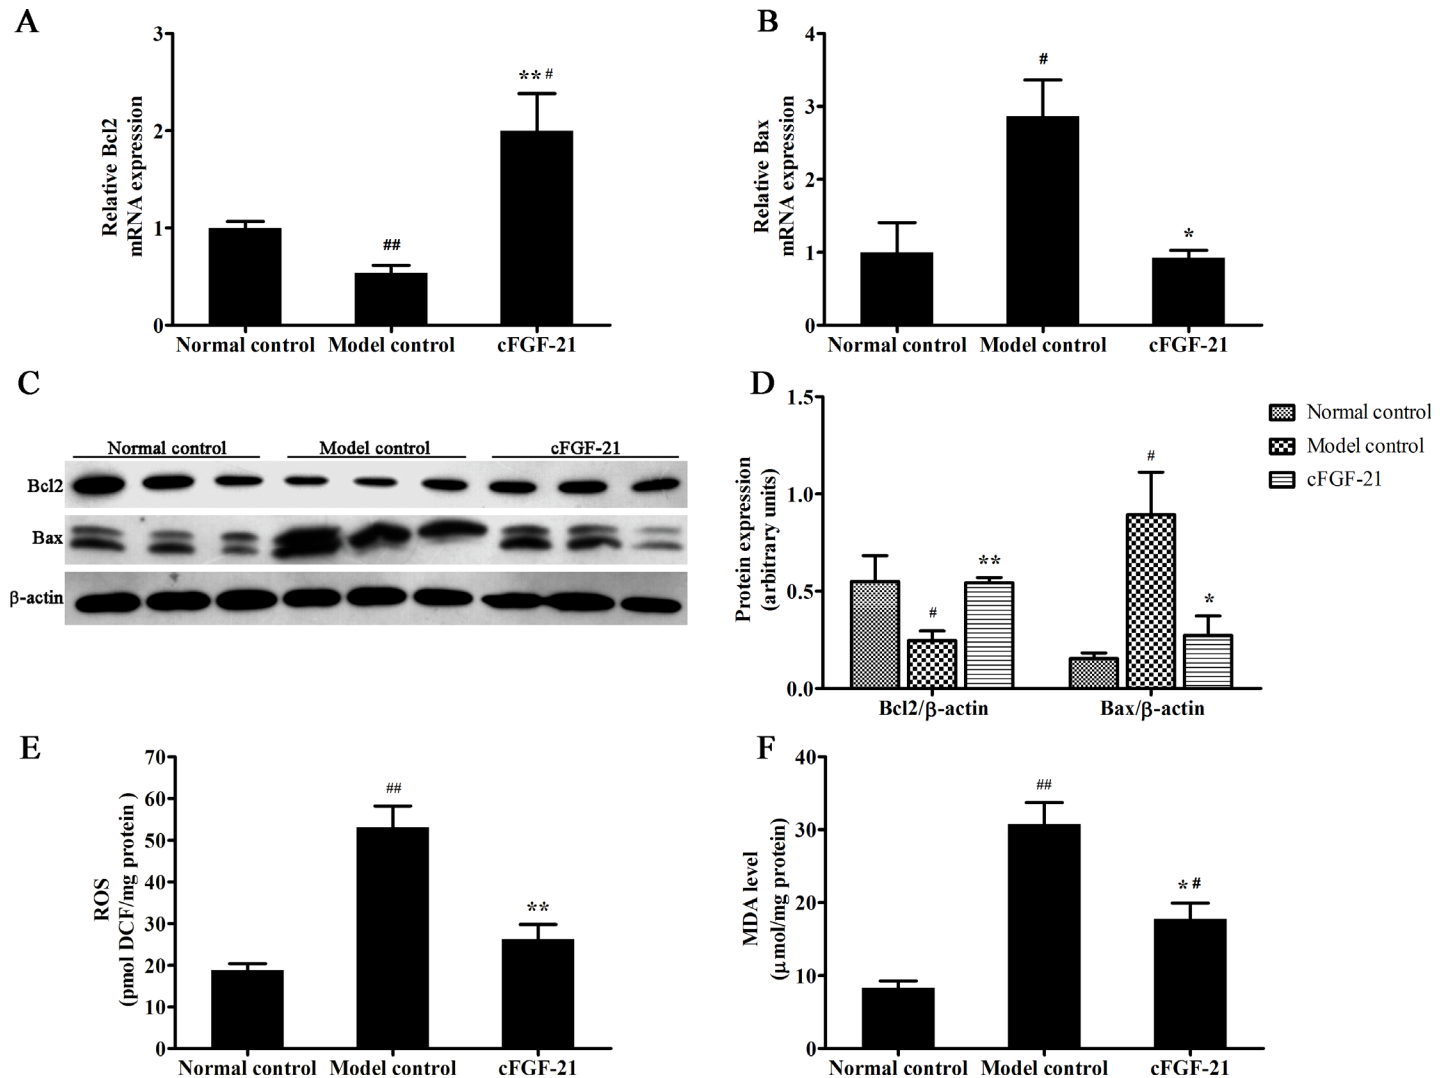 A
Relative Bcl2
mRNA expression
3
2
1
0
** #
##
Normal control Model control cFGF-21
B
Relative Bax
mRNA expression
4
3
2
1
0
#
*
Normal control Model control cFGF-21
C
Normal control Model control cFGF-21
Bcl2
Bax
β-actin
D
Protein expression
(arbitrary units)
1.5
1.0
0.5
0.0
#
**
#
*
Bcl2/β-actin Bax/β-actin
Normal control
Model control
cFGF-21
E
ROS
(pmol DCF/mg protein )
70
60
50
40
30
20
10
0
##
**
Normal control Model control cFGF-21
F
MDA level
(μmol/mg protein)
40
30
20
10
0
##
* #
Normal control Model control cFGF-21